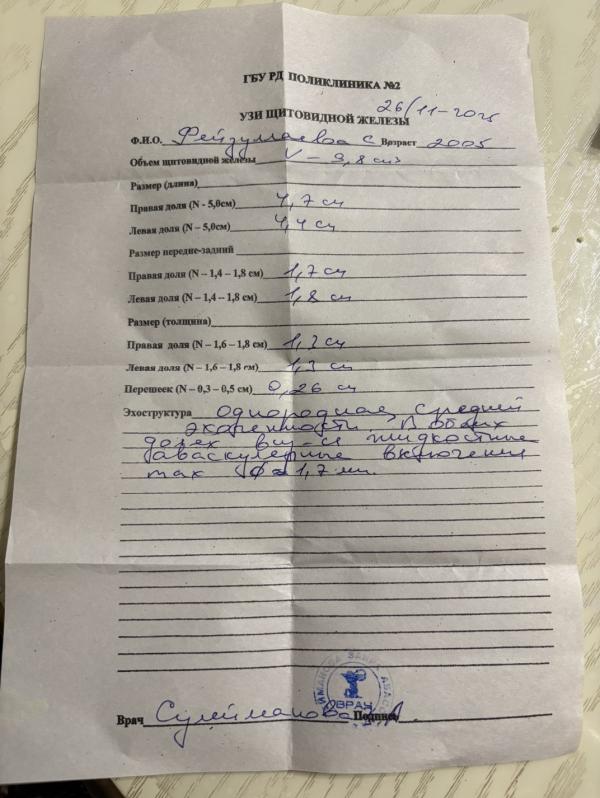 ГБУ РД ПОЛИКЛИНИКА №2
26/11-2025
УЗИ ЩИТОВИДНОЙ ЖЕЛЕЗЫ
Ф.И.О. Фейзуллаева С Возраст 2005
Объем щитовидной железы V - 9,8 см3
Размер (длина)
Правая доля (N - 5,0см) 4,7 см
Левая доля (N – 5,0см) 4,4 см
Размер передне-задний
Правая доля (N – 1,4 – 1,8 см) 1,7 см
Левая доля (N – 1,4 – 1,8 см) 1,8 см
Размер (толщина)
Правая доля (N – 1,6 – 1,8 см) 1,2 см
Левая доля (N – 1,6 – 1,8 см) 1,3 см
Перешеек (N – 0,3 – 0,5 см) 0,26 см
Эхоструктура однородная, средней
эхогенности. В обеих
долех виз-ся жидкостные
аваскулярные включения
max 1,7 мм.
ВРАЧ
Врач Сулейманова З.А. Подпись